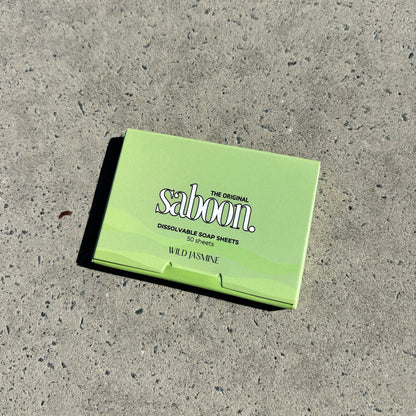 THE ORIGINAL
saboon.
DISSOLVABLE SOAP SHEETS
50 sheets
WILD JASMINE